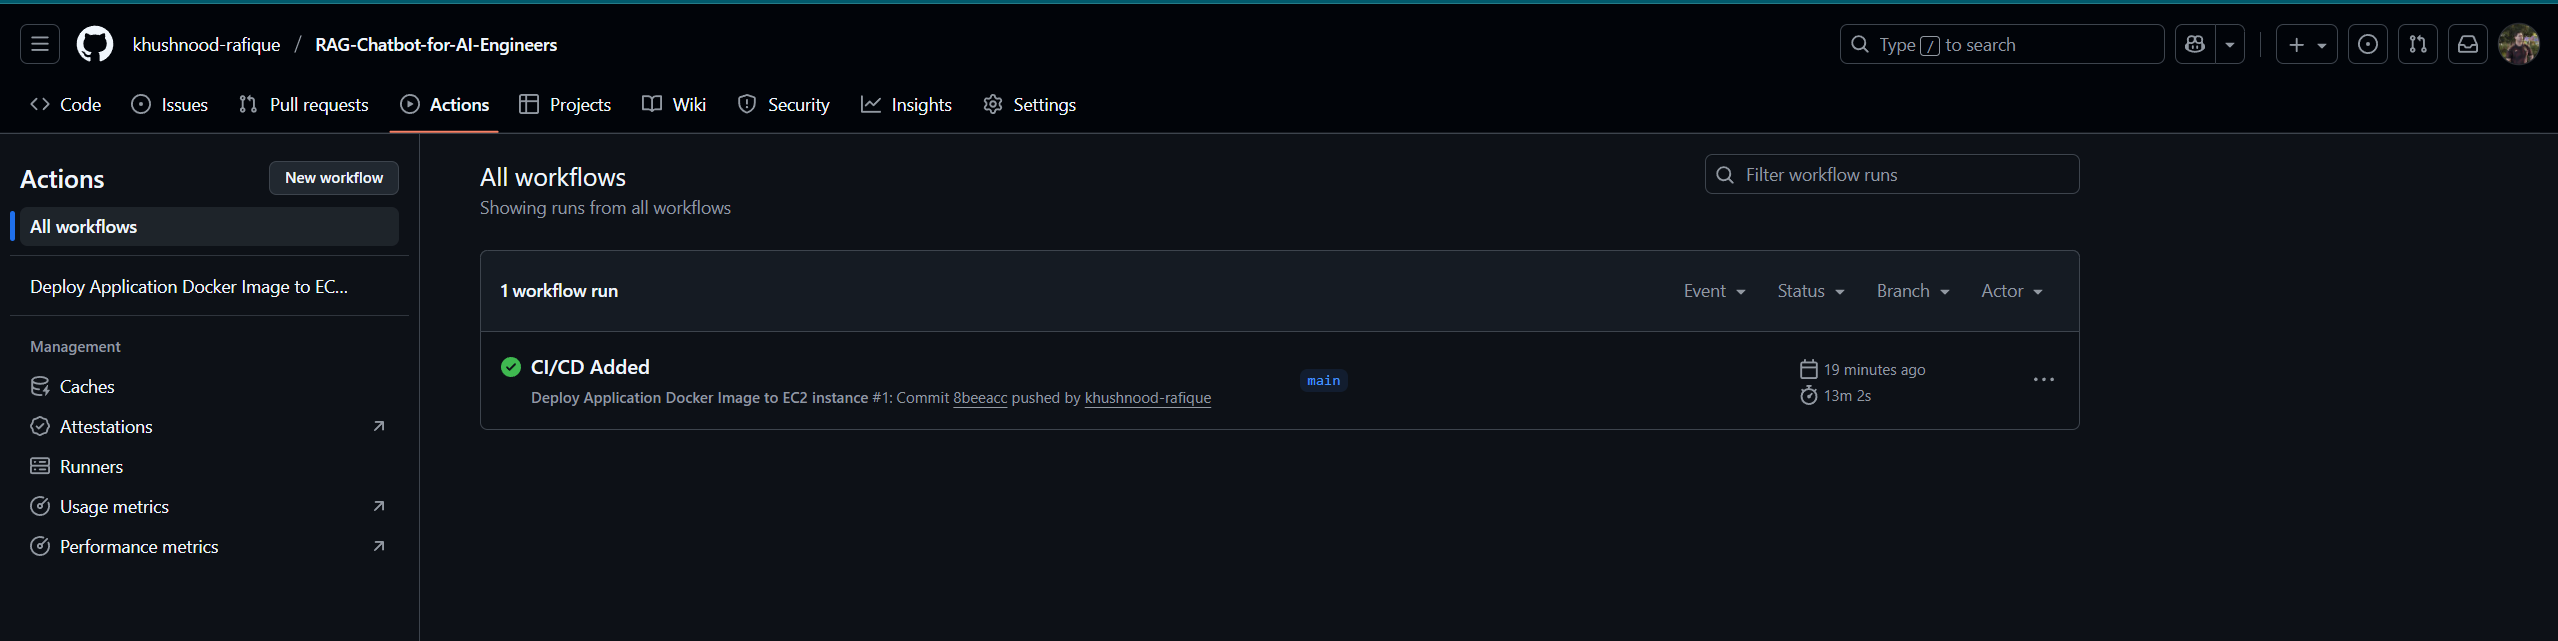 khushnood-rafique / RAG-Chatbot-for-AI-Engineers
Type / to search
Code
Issues
Pull requests
Actions
Projects
Wiki
Security
Insights
Settings
Actions
New workflow
All workflows
Deploy Application Docker Image to EC...
Management
Caches
Attestations
Runners
Usage metrics
Performance metrics
All workflows
Showing runs from all workflows
Filter workflow runs
1 workflow run
Event
Status
Branch
Actor
CI/CD Added
Deploy Application Docker Image to EC2 instance #1: Commit 8beeacc pushed by khushnood-rafique
main
19 minutes ago
13m 2s